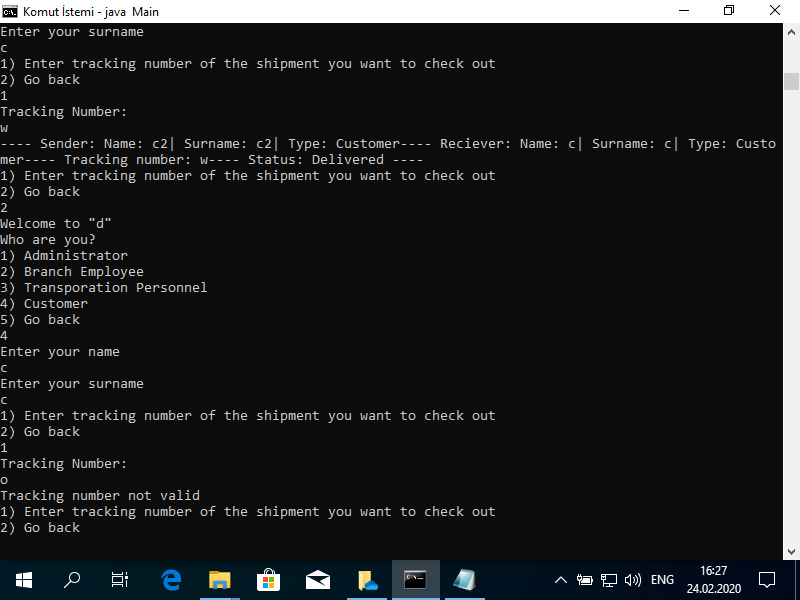 Komut İstemi - java  Main
Enter your surname
c
1) Enter tracking number of the shipment you want to check out
2) Go back
1
Tracking Number:
w
---- Sender: Name: c2| Surname: c2| Type: Customer---- Reciever: Name: c| Surname: c| Type: Custo
mer---- Tracking number: w---- Status: Delivered ----
1) Enter tracking number of the shipment you want to check out
2) Go back
2
Welcome to "d"
Who are you?
1) Administrator
2) Branch Employee
3) Transporation Personnel
4) Customer
5) Go back
4
Enter your name
c
Enter your surname
c
1) Enter tracking number of the shipment you want to check out
2) Go back
1
Tracking Number:
o
Tracking number not valid
1) Enter tracking number of the shipment you want to check out
2) Go back
ENG
16:27
24.02.2020